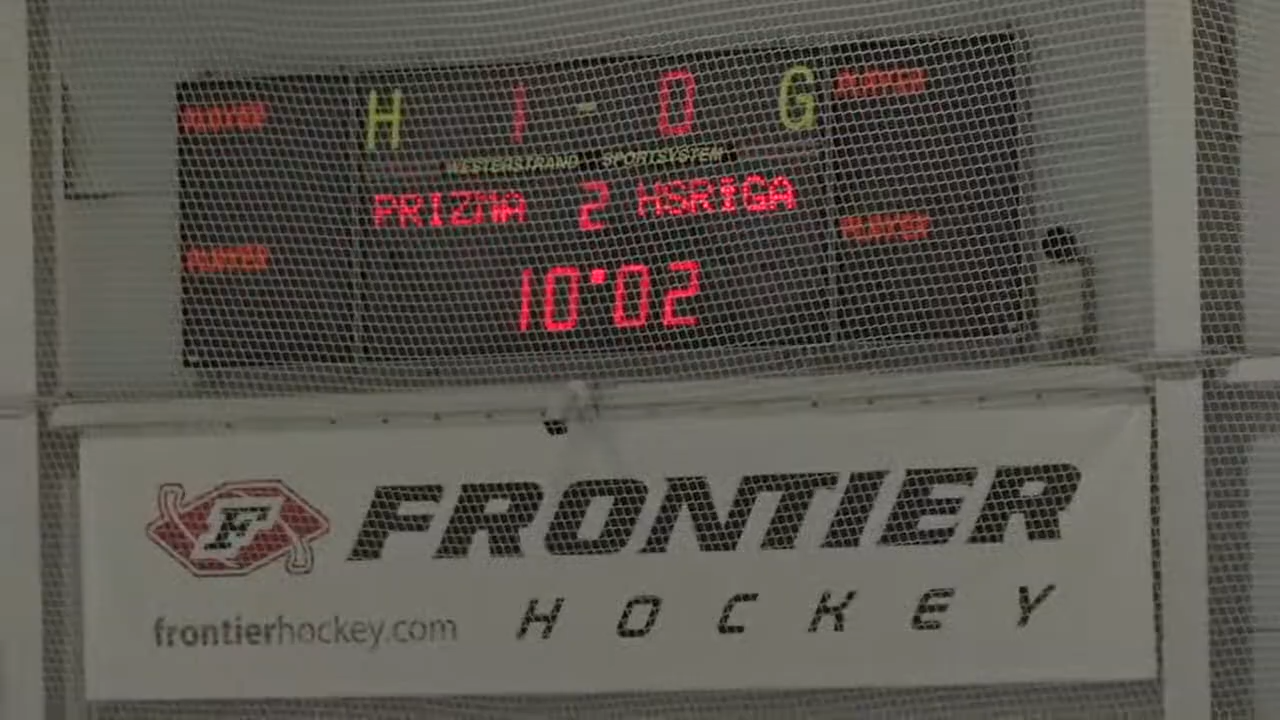 H 1 - 0 G
WESTERSTRAND SPORTSYSTEM
PRIZMA 2 HSRIGA
10:02
F FRONTIER
HOCKEY
frontierhockey.com